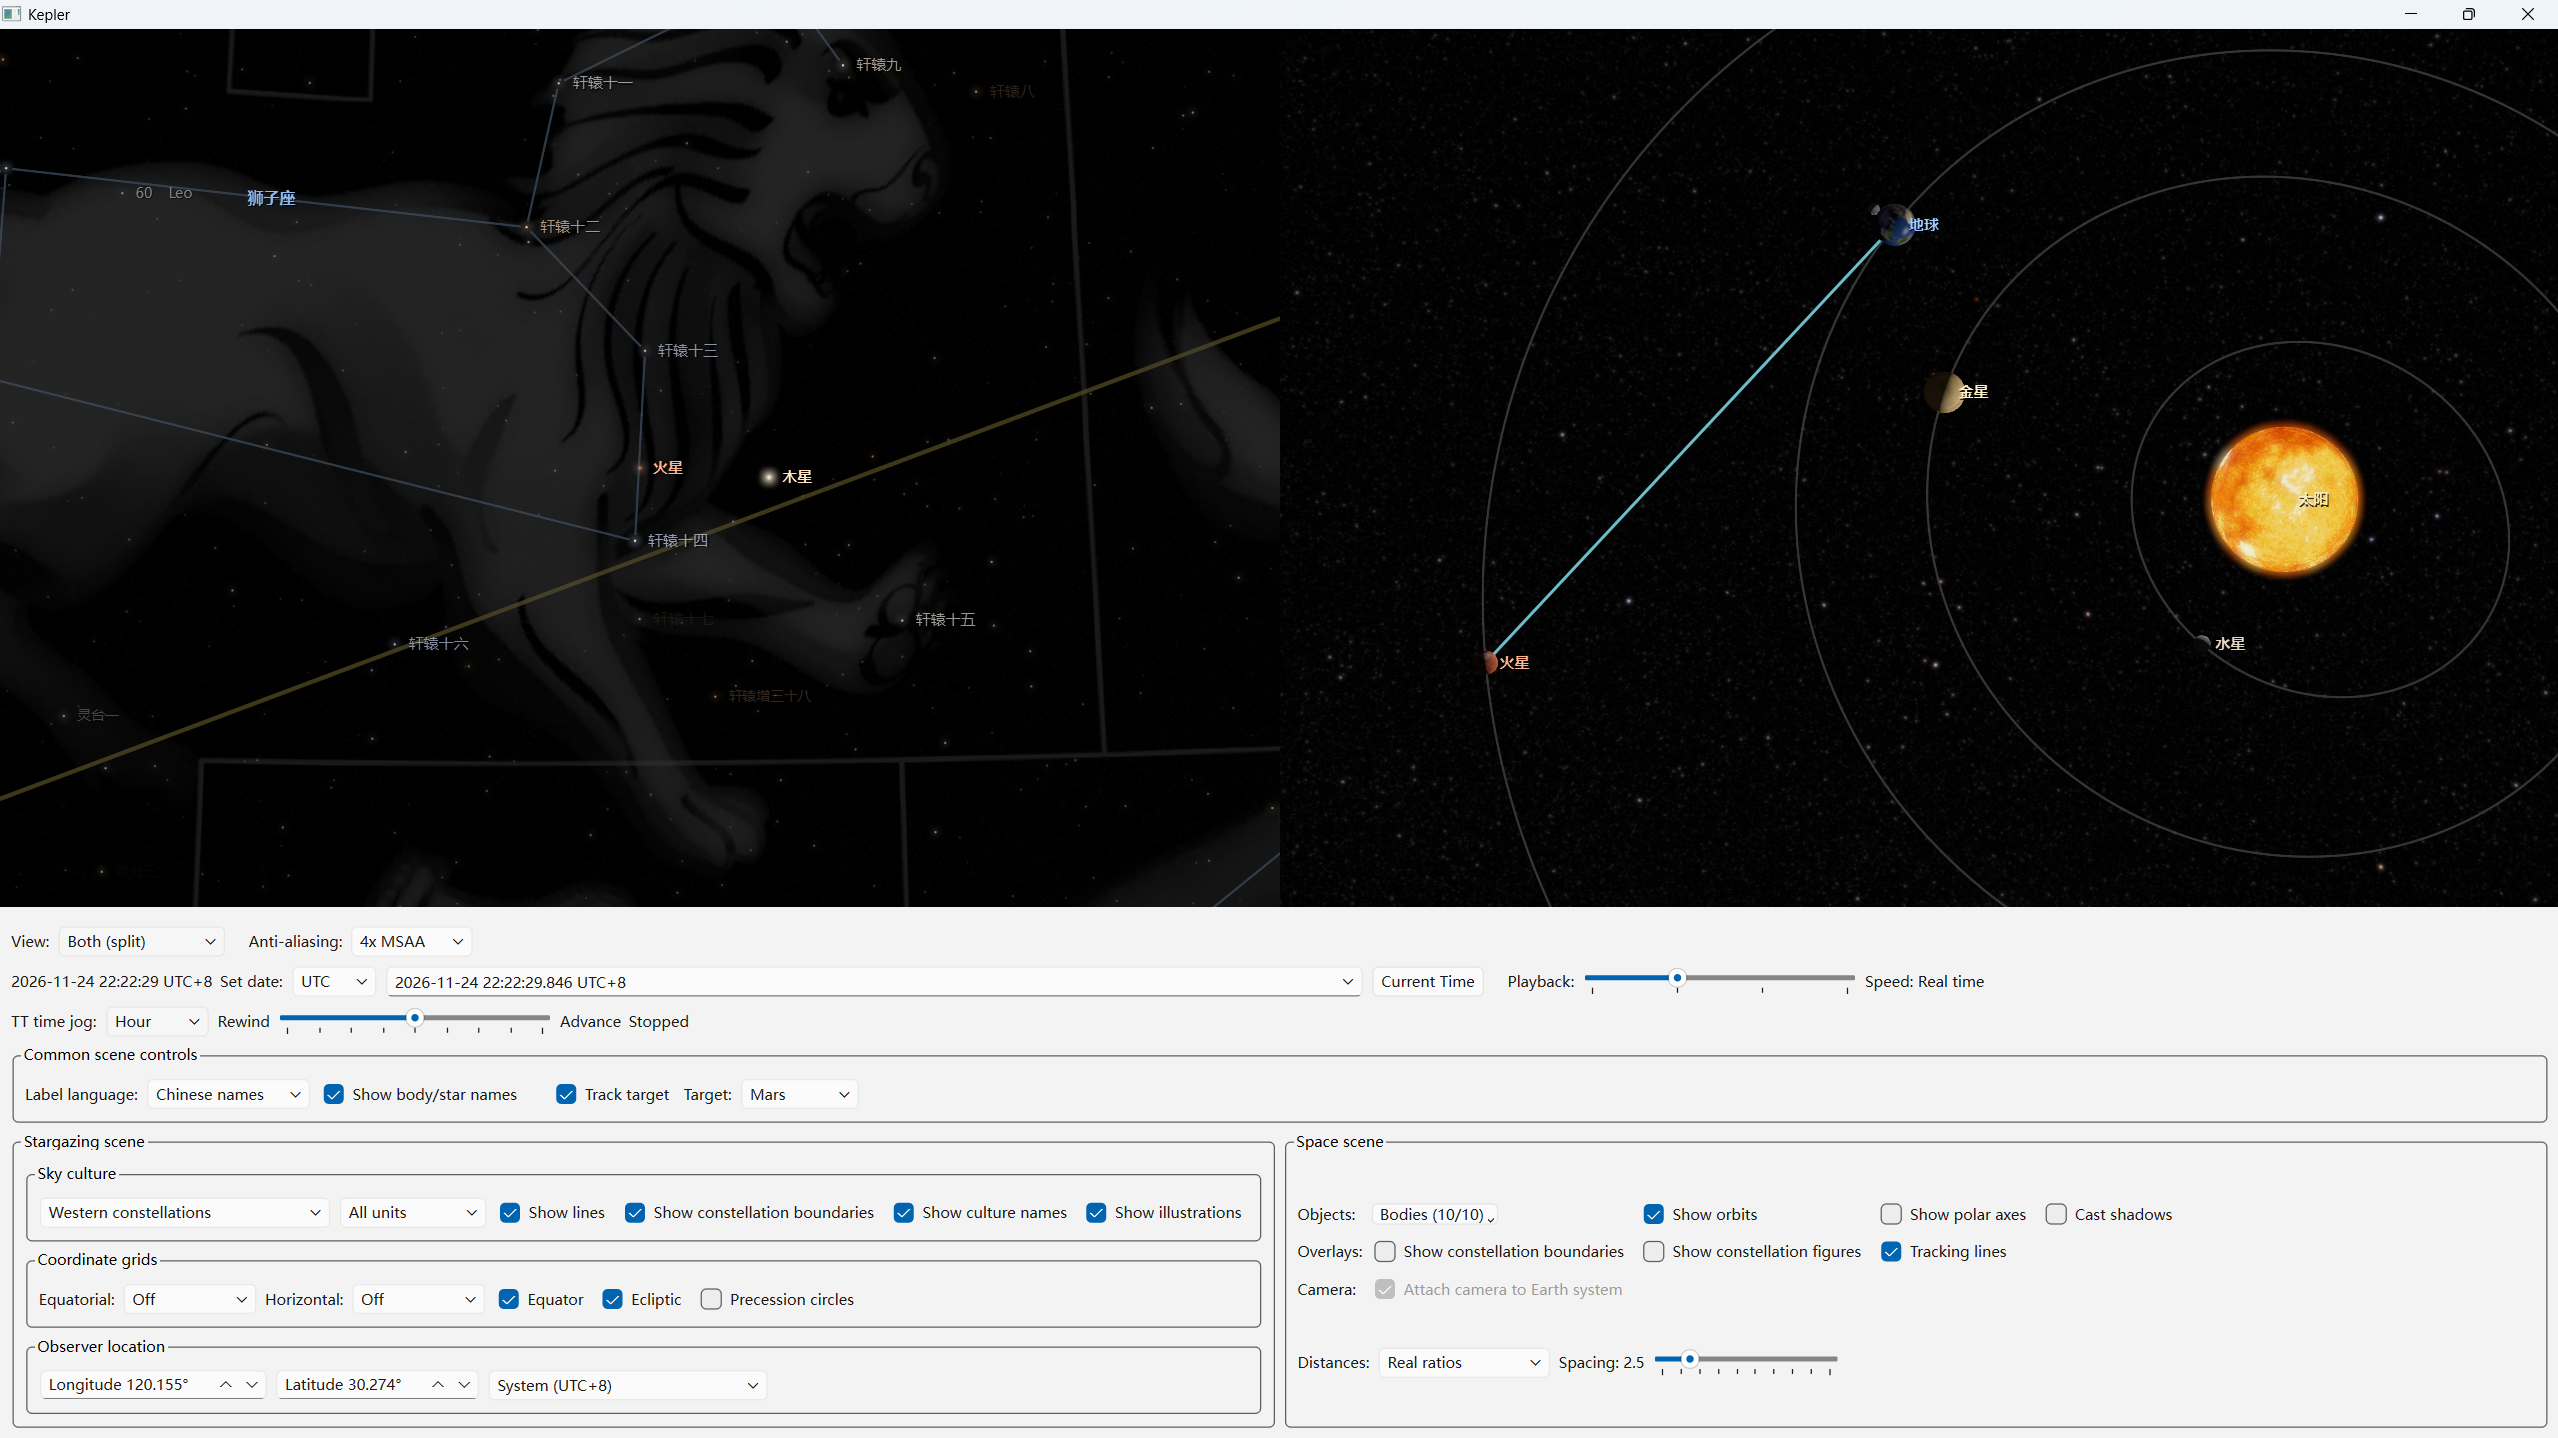 Kepler
轩辕九
轩辕十一
轩辕八
60 Leo
狮子座
轩辕十二
轩辕十三
火星
木星
轩辕十四
轩辕十七
轩辕十五
轩辕十六
轩辕增三十八
灵台一
地球
金星
太阳
水星
火星
View: Both (split) Anti-aliasing: 4x MSAA
2026-11-24 22:22:29 UTC+8 Set date: UTC 2026-11-24 22:22:29.846 UTC+8 Current Time Playback: Speed: Real time
TT time jog: Hour Rewind Advance Stopped
Common scene controls
Label language: Chinese names Show body/star names Track target Target: Mars
Stargazing scene
Sky culture
Western constellations All units Show lines Show constellation boundaries Show culture names Show illustrations
Coordinate grids
Equatorial: Off Horizontal: Off Equator Ecliptic Precession circles
Observer location
Longitude 120.155° Latitude 30.274° System (UTC+8)
Space scene
Objects: Bodies (10/10) Show orbits Show polar axes Cast shadows
Overlays: Show constellation boundaries Show constellation figures Tracking lines
Camera: Attach camera to Earth system
Distances: Real ratios Spacing: 2.5